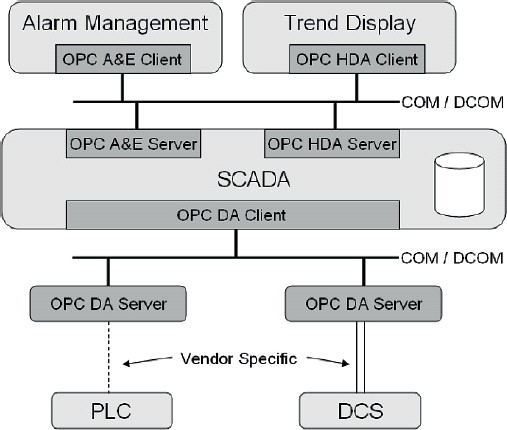 Alarm Management
Trend Display
OPC A&E Client
OPC HDA Client
COM / DCOM
OPC A&E Server
OPC HDA Server
SCADA
OPC DA Client
COM / DCOM
OPC DA Server
OPC DA Server
Vendor Specific
PLC
DCS